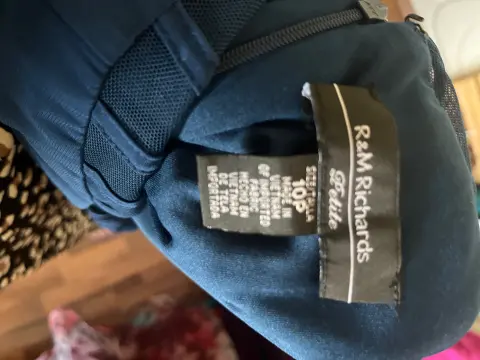 R&M Richards
Petite
10P
MADE IN
VIETNAM
OF IMPORTED
FABRIC
HECHO EN
VIETNAM
DE TELA
IMPORTADA